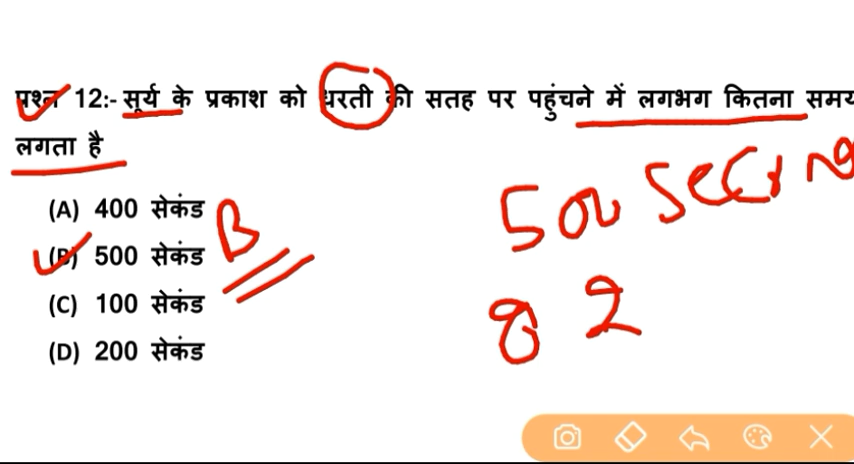 प्रश्न 12:- सूर्य के प्रकाश को धरती की सतह पर पहुंचने में लगभग कितना समय
लगता है
(A) 400 सेकंड
B
(B) 500 सेकंड
(C) 100 सेकंड
(D) 200 सेकंड
500
8 2